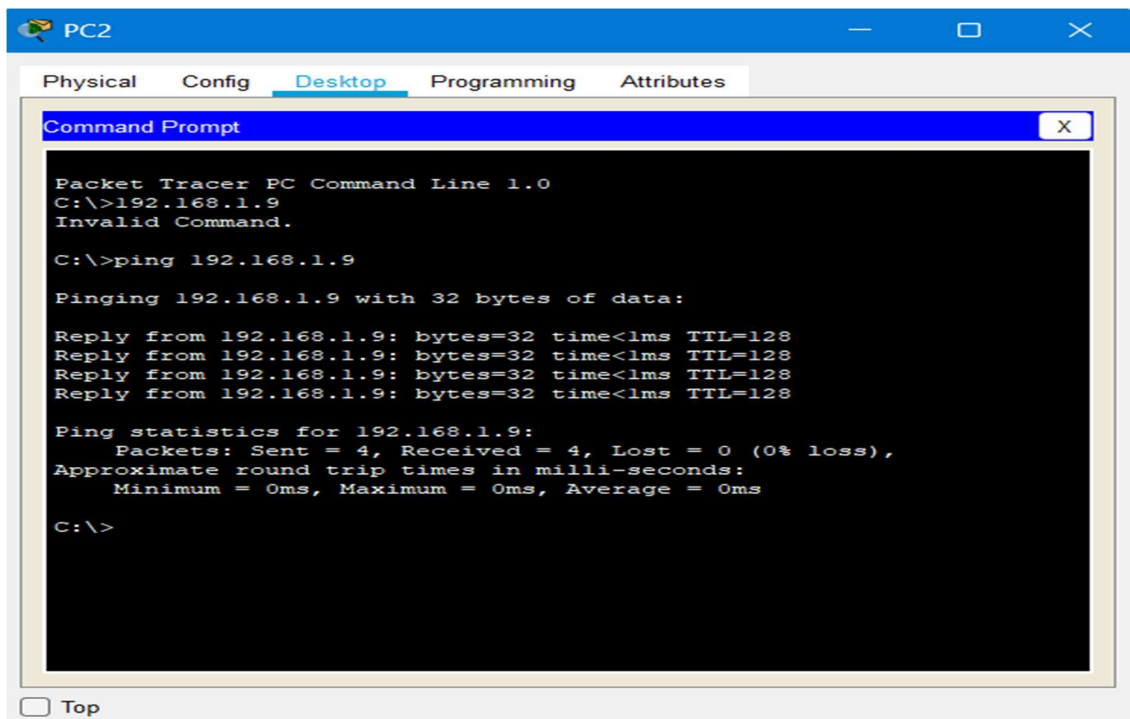 PC2
Physical Config Desktop Programming Attributes
Command Prompt
X
Packet Tracer PC Command Line 1.0
C:\>192.168.1.9
Invalid Command.
C:\>ping 192.168.1.9
Pinging 192.168.1.9 with 32 bytes of data:
Reply from 192.168.1.9: bytes=32 time<1ms TTL=128
Reply from 192.168.1.9: bytes=32 time<1ms TTL=128
Reply from 192.168.1.9: bytes=32 time<1ms TTL=128
Reply from 192.168.1.9: bytes=32 time<1ms TTL=128
Ping statistics for 192.168.1.9:
Packets: Sent = 4, Received = 4, Lost = 0 (0% loss),
Approximate round trip times in milli-seconds:
Minimum = 0ms, Maximum = 0ms, Average = 0ms
C:\>
Top